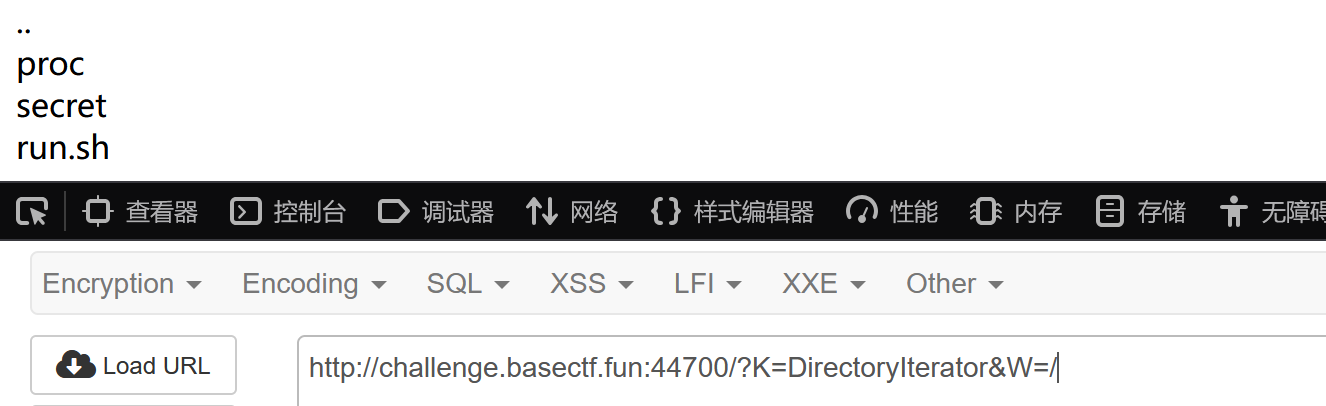 ..
proc
secret
run.sh
查看器 控制台 调试器 网络 样式编辑器 性能 内存 存储 无障碍
Encryption Encoding SQL XSS LFI XXE Other
Load URL http://challenge.basectf.fun:44700/?K=DirectoryIterator&W=/